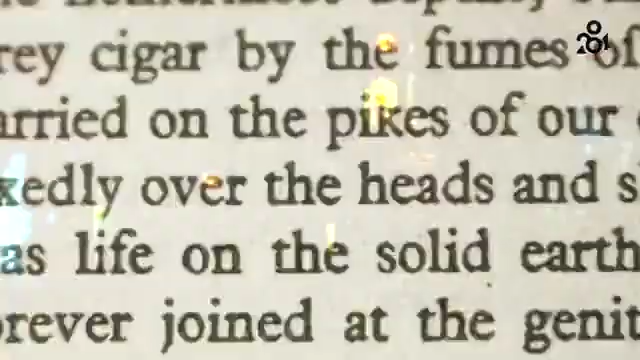 rey cigar by the fumes of
arried on the pikes of our
kedly over the heads and s
as life on the solid earth
orever joined at the genit